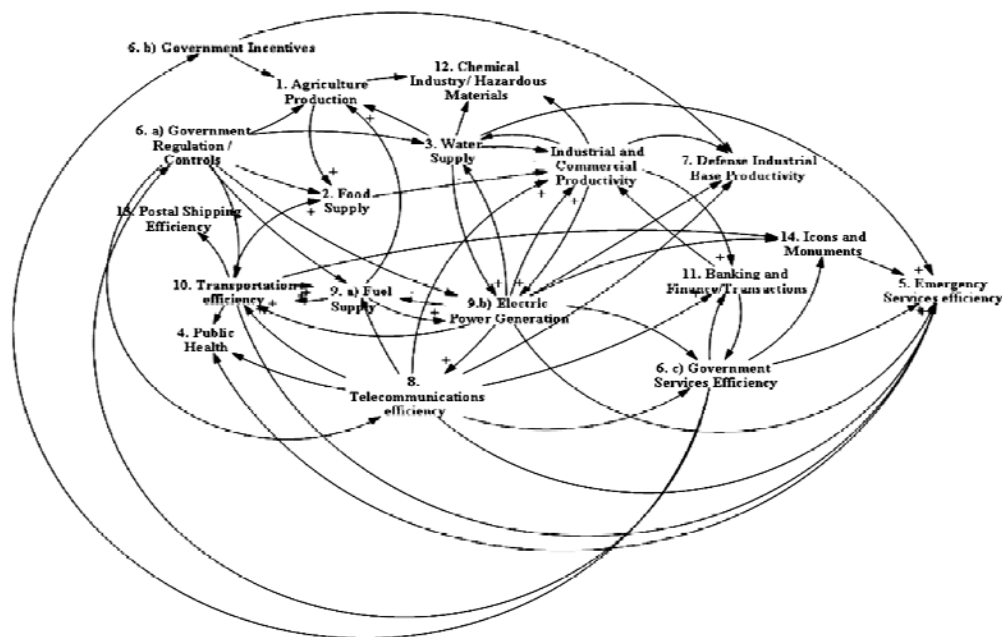 6. b) Government Incentives
12. Chemical
Industry/ Hazardous
Materials
1. Agriculture
Production
6. a) Government
Regulation /
Controls
3. Water
Supply
Industrial and
Commercial
Productivity
7. Defense Industrial
Base Productivity
2. Food
Supply
13. Postal Shipping
Efficiency
14. Icons and
Monuments
10. Transportation
efficiency
9. a) Fuel
Supply
9.b) Electric
Power Generation
11. Banking and
Finance/Transactions
5. Emergency
Services efficiency
4. Public
Health
6. c) Government
Services Efficiency
8.
Telecommunications
efficiency